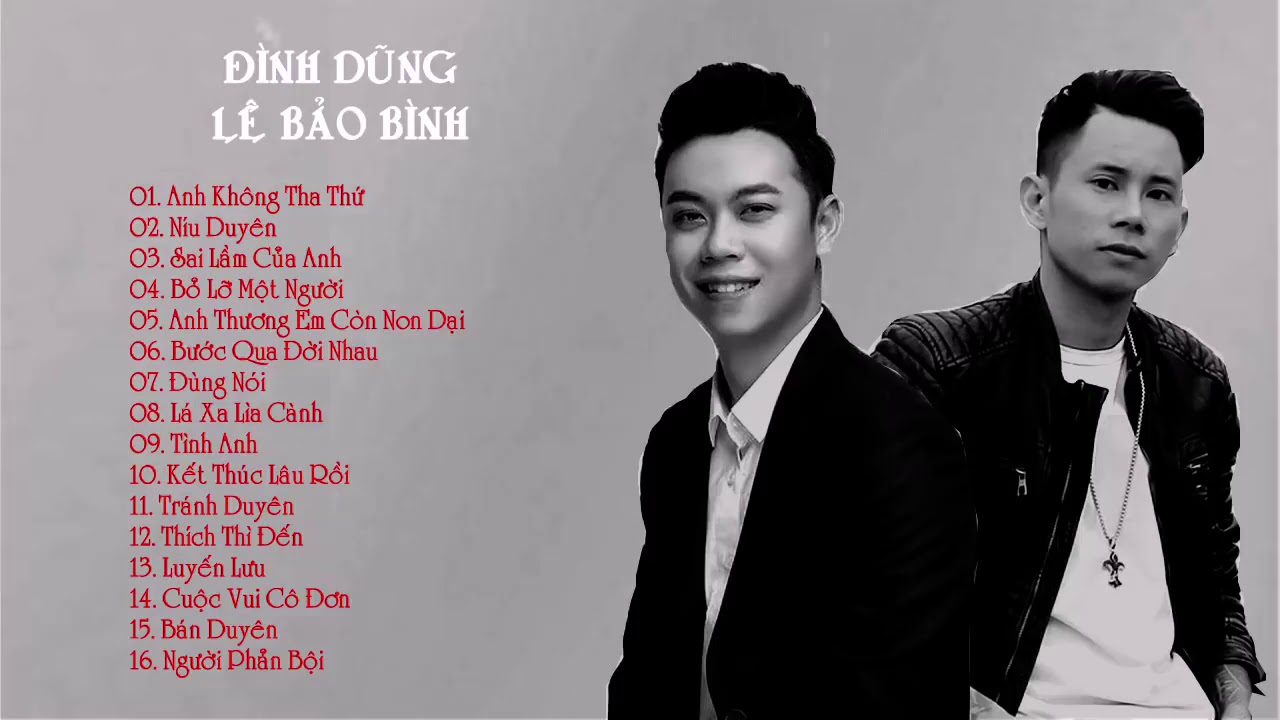 ĐÌNH DŨNG
LÊ BẢO BÌNH
01. Anh Không Tha Thứ
02. Níu Duyên
03. Sai Lầm Của Anh
04. Bỏ Lỡ Một Người
05. Anh Thương Em Còn Non Dại
06. Bước Qua Đời Nhau
07. Đừng Nói
08. Lá Xa Lìa Cành
09. Tình Anh
10. Kết Thúc Lâu Rồi
11. Tránh Duyên
12. Thích Thì Đến
13. Luyến Lưu
14. Cuộc Vui Cô Đơn
15. Bán Duyên
16. Người Phản Bội